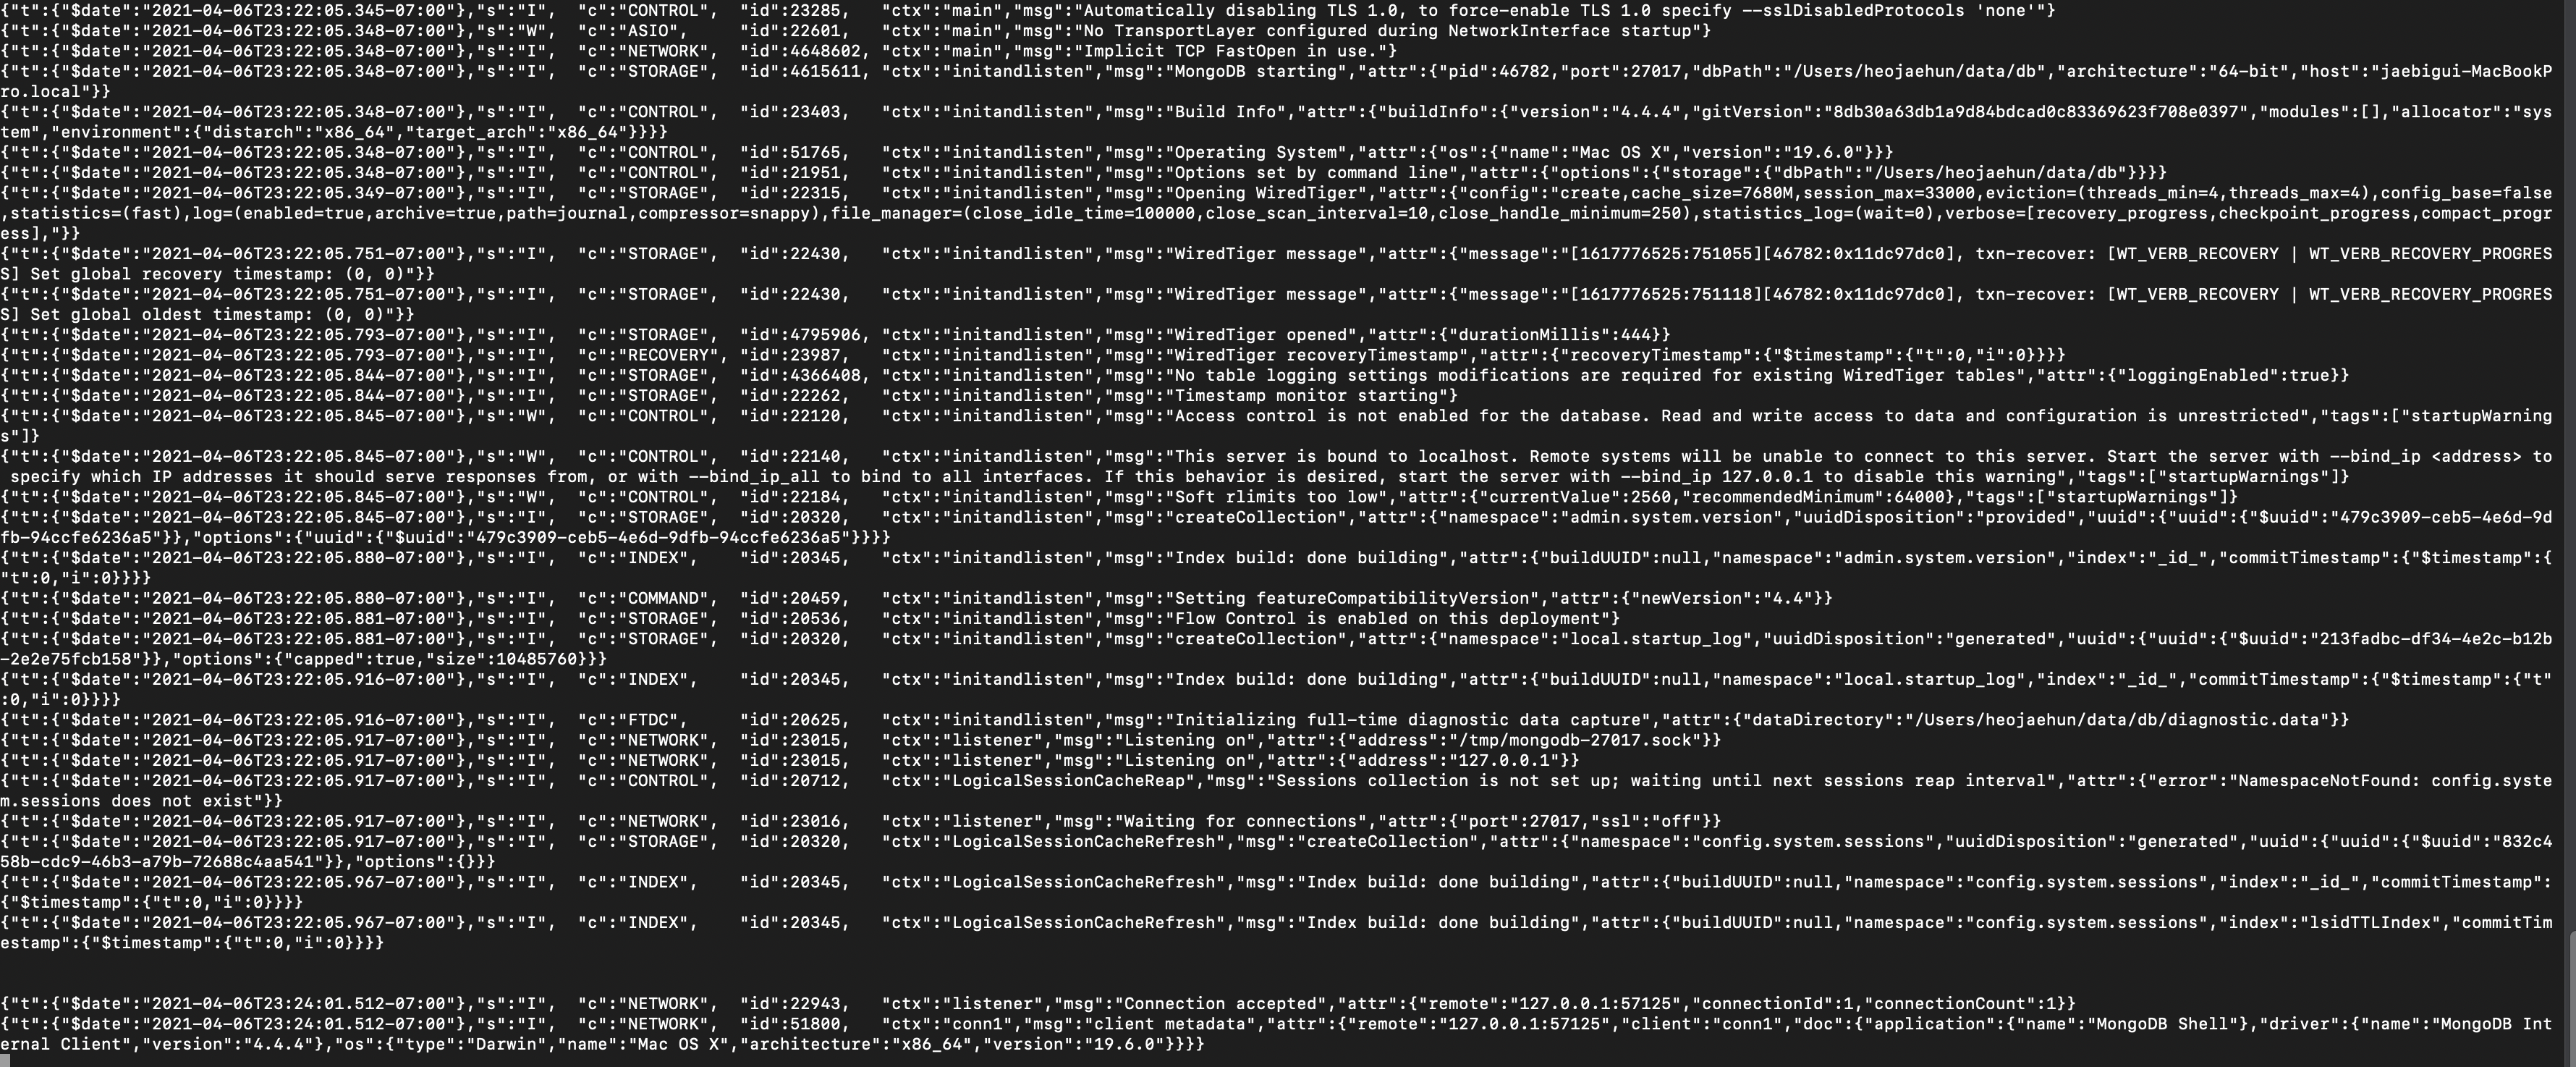 {"t":{"$date":"2021-04-06T23:22:05.345-07:00"},"s":"I",  "c":"CONTROL",  "id":23285,   "ctx":"main","msg":"Automatically disabling TLS 1.0, to force-enable TLS 1.0 specify --sslDisabledProtocols 'none'"}
{"t":{"$date":"2021-04-06T23:22:05.348-07:00"},"s":"W",  "c":"ASIO",     "id":22601,   "ctx":"main","msg":"No TransportLayer configured during NetworkInterface startup"}
{"t":{"$date":"2021-04-06T23:22:05.348-07:00"},"s":"I",  "c":"NETWORK",  "id":4648602, "ctx":"main","msg":"Implicit TCP FastOpen in use."}
{"t":{"$date":"2021-04-06T23:22:05.348-07:00"},"s":"I",  "c":"STORAGE",  "id":4615611, "ctx":"initandlisten","msg":"MongoDB starting","attr":{"pid":46782,"port":27017,"dbPath":"/Users/heojaehun/data/db","architecture":"64-bit","host":"jaebigui-MacBookP
ro.local"}}
{"t":{"$date":"2021-04-06T23:22:05.348-07:00"},"s":"I",  "c":"CONTROL",  "id":23403,   "ctx":"initandlisten","msg":"Build Info","attr":{"buildInfo":{"version":"4.4.4","gitVersion":"8db30a63db1a9d84bdcad0c83369623f708e0397","modules":[],"allocator":"sys
tem","environment":{"distarch":"x86_64","target_arch":"x86_64"}}}}
{"t":{"$date":"2021-04-06T23:22:05.348-07:00"},"s":"I",  "c":"CONTROL",  "id":51765,   "ctx":"initandlisten","msg":"Operating System","attr":{"os":{"name":"Mac OS X","version":"19.6.0"}}}
{"t":{"$date":"2021-04-06T23:22:05.348-07:00"},"s":"I",  "c":"CONTROL",  "id":21951,   "ctx":"initandlisten","msg":"Options set by command line","attr":{"options":{"storage":{"dbPath":"/Users/heojaehun/data/db"}}}}
{"t":{"$date":"2021-04-06T23:22:05.349-07:00"},"s":"I",  "c":"STORAGE",  "id":22315,   "ctx":"initandlisten","msg":"Opening WiredTiger","attr":{"config":"create,cache_size=7680M,session_max=33000,eviction=(threads_min=4,threads_max=4),config_base=false
,statistics=(fast),log=(enabled=true,archive=true,path=journal,compressor=snappy),file_manager=(close_idle_time=100000,close_scan_interval=10,close_handle_minimum=250),statistics_log=(wait=0),verbose=[recovery_progress,checkpoint_progress,compact_progr
ess],"}}
{"t":{"$date":"2021-04-06T23:22:05.751-07:00"},"s":"I",  "c":"STORAGE",  "id":22430,   "ctx":"initandlisten","msg":"WiredTiger message","attr":{"message":"[1617776525:751055][46782:0x11dc97dc0], txn-recover: [WT_VERB_RECOVERY | WT_VERB_RECOVERY_PROGRES
S] Set global recovery timestamp: (0, 0)"}}
{"t":{"$date":"2021-04-06T23:22:05.751-07:00"},"s":"I",  "c":"STORAGE",  "id":22430,   "ctx":"initandlisten","msg":"WiredTiger message","attr":{"message":"[1617776525:751118][46782:0x11dc97dc0], txn-recover: [WT_VERB_RECOVERY | WT_VERB_RECOVERY_PROGRES
S] Set global oldest timestamp: (0, 0)"}}
{"t":{"$date":"2021-04-06T23:22:05.793-07:00"},"s":"I",  "c":"STORAGE",  "id":4795906, "ctx":"initandlisten","msg":"WiredTiger opened","attr":{"durationMillis":444}}
{"t":{"$date":"2021-04-06T23:22:05.793-07:00"},"s":"I",  "c":"RECOVERY", "id":23987,   "ctx":"initandlisten","msg":"WiredTiger recoveryTimestamp","attr":{"recoveryTimestamp":{"$timestamp":{"t":0,"i":0}}}}
{"t":{"$date":"2021-04-06T23:22:05.844-07:00"},"s":"I",  "c":"STORAGE",  "id":4366408, "ctx":"initandlisten","msg":"No table logging settings modifications are required for existing WiredTiger tables","attr":{"loggingEnabled":true}}
{"t":{"$date":"2021-04-06T23:22:05.844-07:00"},"s":"I",  "c":"STORAGE",  "id":22262,   "ctx":"initandlisten","msg":"Timestamp monitor starting"}
{"t":{"$date":"2021-04-06T23:22:05.845-07:00"},"s":"W",  "c":"CONTROL",  "id":22120,   "ctx":"initandlisten","msg":"Access control is not enabled for the database. Read and write access to data and configuration is unrestricted","tags":["startupWarning
s"]}
{"t":{"$date":"2021-04-06T23:22:05.845-07:00"},"s":"W",  "c":"CONTROL",  "id":22140,   "ctx":"initandlisten","msg":"This server is bound to localhost. Remote systems will be unable to connect to this server. Start the server with --bind_ip <address> to
 specify which IP addresses it should serve responses from, or with --bind_ip_all to bind to all interfaces. If this behavior is desired, start the server with --bind_ip 127.0.0.1 to disable this warning","tags":["startupWarnings"]}
{"t":{"$date":"2021-04-06T23:22:05.845-07:00"},"s":"W",  "c":"CONTROL",  "id":22184,   "ctx":"initandlisten","msg":"Soft rlimits too low","attr":{"currentValue":2560,"recommendedMinimum":64000},"tags":["startupWarnings"]}
{"t":{"$date":"2021-04-06T23:22:05.845-07:00"},"s":"I",  "c":"STORAGE",  "id":20320,   "ctx":"initandlisten","msg":"createCollection","attr":{"namespace":"admin.system.version","uuidDisposition":"provided","uuid":{"uuid":{"$uuid":"479c3909-ceb5-4e6d-9d
fb-94ccfe6236a5"}},"options":{"uuid":{"$uuid":"479c3909-ceb5-4e6d-9dfb-94ccfe6236a5"}}}}
{"t":{"$date":"2021-04-06T23:22:05.880-07:00"},"s":"I",  "c":"INDEX",    "id":20345,   "ctx":"initandlisten","msg":"Index build: done building","attr":{"buildUUID":null,"namespace":"admin.system.version","index":"_id_","commitTimestamp":{"$timestamp":{
"t":0,"i":0}}}}
{"t":{"$date":"2021-04-06T23:22:05.880-07:00"},"s":"I",  "c":"COMMAND",  "id":20459,   "ctx":"initandlisten","msg":"Setting featureCompatibilityVersion","attr":{"newVersion":"4.4"}}
{"t":{"$date":"2021-04-06T23:22:05.881-07:00"},"s":"I",  "c":"STORAGE",  "id":20536,   "ctx":"initandlisten","msg":"Flow Control is enabled on this deployment"}
{"t":{"$date":"2021-04-06T23:22:05.881-07:00"},"s":"I",  "c":"STORAGE",  "id":20320,   "ctx":"initandlisten","msg":"createCollection","attr":{"namespace":"local.startup_log","uuidDisposition":"generated","uuid":{"uuid":{"$uuid":"213fadbc-df34-4e2c-b12b
-2e2e75fcb158"}},"options":{"capped":true,"size":10485760}}}
{"t":{"$date":"2021-04-06T23:22:05.916-07:00"},"s":"I",  "c":"INDEX",    "id":20345,   "ctx":"initandlisten","msg":"Index build: done building","attr":{"buildUUID":null,"namespace":"local.startup_log","index":"_id_","commitTimestamp":{"$timestamp":{"t"
:0,"i":0}}}}
{"t":{"$date":"2021-04-06T23:22:05.916-07:00"},"s":"I",  "c":"FTDC",     "id":20625,   "ctx":"initandlisten","msg":"Initializing full-time diagnostic data capture","attr":{"dataDirectory":"/Users/heojaehun/data/db/diagnostic.data"}}
{"t":{"$date":"2021-04-06T23:22:05.917-07:00"},"s":"I",  "c":"NETWORK",  "id":23015,   "ctx":"listener","msg":"Listening on","attr":{"address":"/tmp/mongodb-27017.sock"}}
{"t":{"$date":"2021-04-06T23:22:05.917-07:00"},"s":"I",  "c":"NETWORK",  "id":23015,   "ctx":"listener","msg":"Listening on","attr":{"address":"127.0.0.1"}}
{"t":{"$date":"2021-04-06T23:22:05.917-07:00"},"s":"I",  "c":"CONTROL",  "id":20712,   "ctx":"LogicalSessionCacheReap","msg":"Sessions collection is not set up; waiting until next sessions reap interval","attr":{"error":"NamespaceNotFound: config.syste
m.sessions does not exist"}}
{"t":{"$date":"2021-04-06T23:22:05.917-07:00"},"s":"I",  "c":"NETWORK",  "id":23016,   "ctx":"listener","msg":"Waiting for connections","attr":{"port":27017,"ssl":"off"}}
{"t":{"$date":"2021-04-06T23:22:05.917-07:00"},"s":"I",  "c":"STORAGE",  "id":20320,   "ctx":"LogicalSessionCacheRefresh","msg":"createCollection","attr":{"namespace":"config.system.sessions","uuidDisposition":"generated","uuid":{"uuid":{"$uuid":"832c4
58b-cdc9-46b3-a79b-72688c4aa541"}},"options":{}}}
{"t":{"$date":"2021-04-06T23:22:05.967-07:00"},"s":"I",  "c":"INDEX",    "id":20345,   "ctx":"LogicalSessionCacheRefresh","msg":"Index build: done building","attr":{"buildUUID":null,"namespace":"config.system.sessions","index":"_id_","commitTimestamp":
{"$timestamp":{"t":0,"i":0}}}}
{"t":{"$date":"2021-04-06T23:22:05.967-07:00"},"s":"I",  "c":"INDEX",    "id":20345,   "ctx":"LogicalSessionCacheRefresh","msg":"Index build: done building","attr":{"buildUUID":null,"namespace":"config.system.sessions","index":"lsidTTLIndex","commitTim
estamp":{"$timestamp":{"t":0,"i":0}}}}
{"t":{"$date":"2021-04-06T23:24:01.512-07:00"},"s":"I",  "c":"NETWORK",  "id":22943,   "ctx":"listener","msg":"Connection accepted","attr":{"remote":"127.0.0.1:57125","connectionId":1,"connectionCount":1}}
{"t":{"$date":"2021-04-06T23:24:01.512-07:00"},"s":"I",  "c":"NETWORK",  "id":51800,   "ctx":"conn1","msg":"client metadata","attr":{"remote":"127.0.0.1:57125","client":"conn1","doc":{"application":{"name":"MongoDB Shell"},"driver":{"name":"MongoDB Int
ernal Client","version":"4.4.4"},"os":{"type":"Darwin","name":"Mac OS X","architecture":"x86_64","version":"19.6.0"}}}}